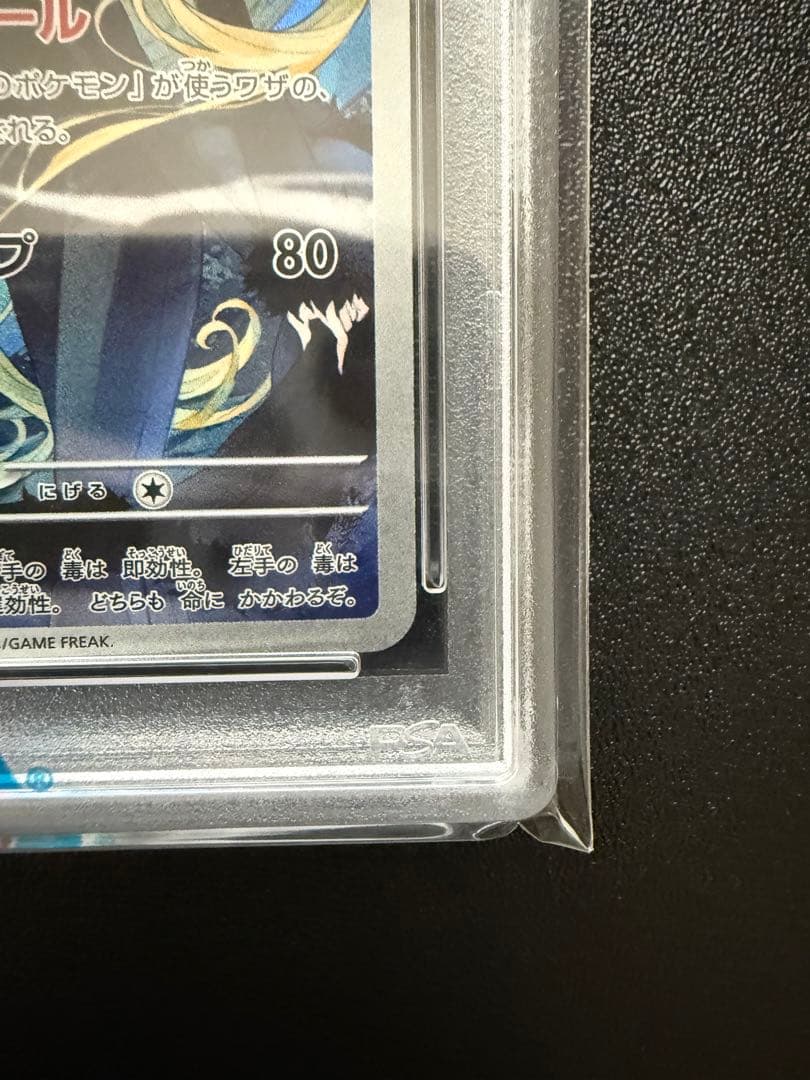 ール
のポケモン」が使うワザの、
れる。
プ 80
にげる
手の 毒は 即効性。 左手の 毒は
効性。 どちらも 命に かかわるぞ。
/GAME FREAK.
PSA
®